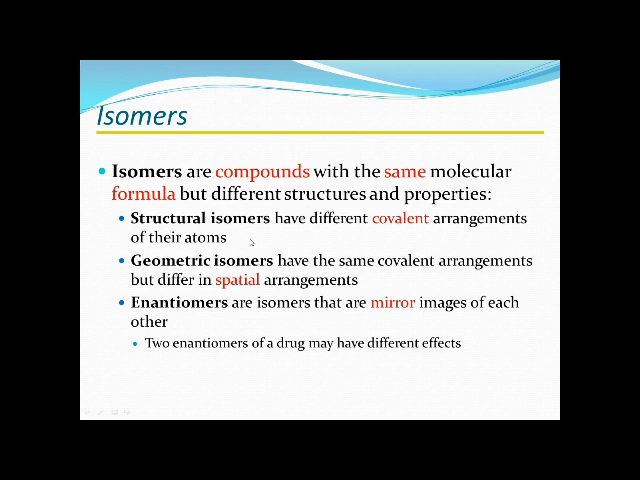 Isomers
Isomers are compounds with the same molecular
formula but different structures and properties:
Structural isomers have different covalent arrangements
of their atoms
Geometric isomers have the same covalent arrangements
but differ in spatial arrangements
Enantiomers are isomers that are mirror images of each
other
Two enantiomers of a drug may have different effects